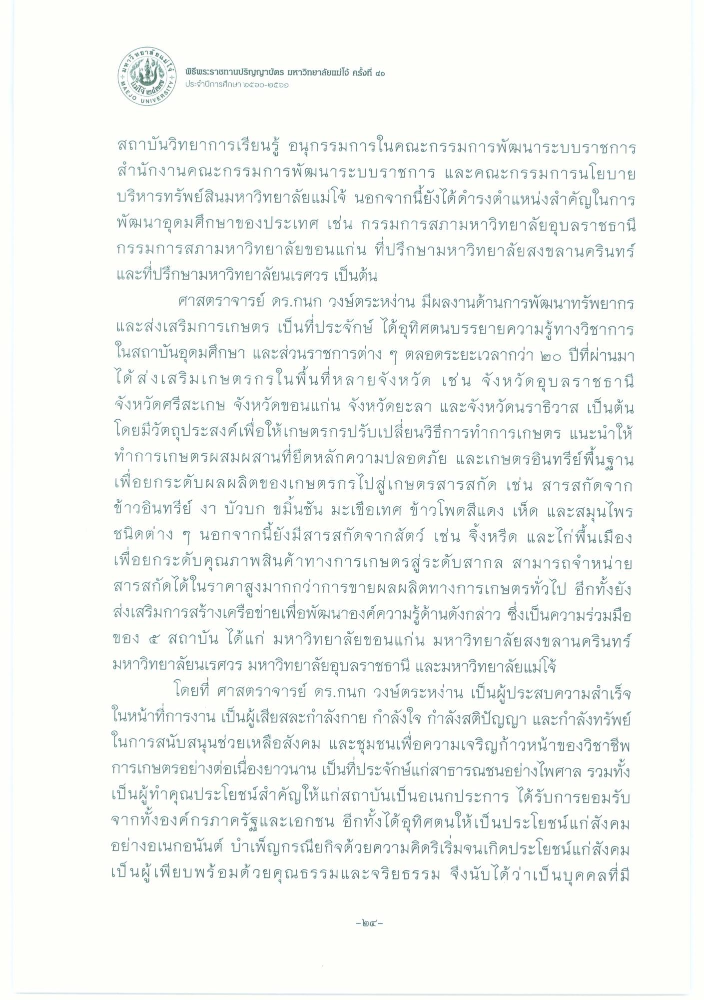 มหาวิทยาลัยแม่โจ้
แม่โจ้ ๒๔๗๗
MAEJO UNIVERSITY
พิธีพระราชทานปริญญาบัตร มหาวิทยาลัยแม่โจ้ ครั้งที่ ๔๑
ประจำปีการศึกษา ๒๕๖๐-๒๕๖๑
สถาบันวิทยาการเรียนรู้ อนุกรรมการในคณะกรรมการพัฒนาระบบราชการ
สำนักงานคณะกรรมการพัฒนาระบบราชการ และคณะกรรมการนโยบาย
บริหารทรัพย์สินมหาวิทยาลัยแม่โจ้ นอกจากนี้ยังได้ดำรงตำแหน่งสำคัญในการ
พัฒนาอุดมศึกษาของประเทศ เช่น กรรมการสภามหาวิทยาลัยอุบลราชธานี
กรรมการสภามหาวิทยาลัยขอนแก่น ที่ปรึกษามหาวิทยาลัยสงขลานครินทร์
และที่ปรึกษามหาวิทยาลัยนเรศวร เป็นต้น
ศาสตราจารย์ ดร.กนก วงษ์ตระหง่าน มีผลงานด้านการพัฒนาทรัพยากร
และส่งเสริมการเกษตร เป็นที่ประจักษ์ ได้อุทิศตนบรรยายความรู้ทางวิชาการ
ในสถาบันอุดมศึกษา และส่วนราชการต่าง ๆ ตลอดระยะเวลากว่า ๒๐ ปีที่ผ่านมา
ได้ส่งเสริมเกษตรกรในพื้นที่หลายจังหวัด เช่น จังหวัดอุบลราชธานี
จังหวัดศรีสะเกษ จังหวัดขอนแก่น จังหวัดยะลา และจังหวัดนราธิวาส เป็นต้น
โดยมีวัตถุประสงค์เพื่อให้เกษตรกรปรับเปลี่ยนวิธีการทำการเกษตร แนะนำให้
ทำการเกษตรผสมผสานที่ยึดหลักความปลอดภัย และเกษตรอินทรีย์พื้นฐาน
เพื่อยกระดับผลผลิตของเกษตรกรไปสู่เกษตรสารสกัด เช่น สารสกัดจาก
ข้าวอินทรีย์ งา บัวบก ขมิ้นชัน มะเขือเทศ ข้าวโพดสีแดง เห็ด และสมุนไพร
ชนิดต่าง ๆ นอกจากนี้ยังมีสารสกัดจากสัตว์ เช่น จิ้งหรีด และไก่พื้นเมือง
เพื่อยกระดับคุณภาพสินค้าทางการเกษตรสู่ระดับสากล สามารถจำหน่าย
สารสกัดได้ในราคาสูงมากกว่าการขายผลผลิตทางการเกษตรทั่วไป อีกทั้งยัง
ส่งเสริมการสร้างเครือข่ายเพื่อพัฒนาองค์ความรู้ด้านดังกล่าว ซึ่งเป็นความร่วมมือ
ของ ๕ สถาบัน ได้แก่ มหาวิทยาลัยขอนแก่น มหาวิทยาลัยสงขลานครินทร์
มหาวิทยาลัยนเรศวร มหาวิทยาลัยอุบลราชธานี และมหาวิทยาลัยแม่โจ้
โดยที่ ศาสตราจารย์ ดร.กนก วงษ์ตระหง่าน เป็นผู้ประสบความสำเร็จ
ในหน้าที่การงาน เป็นผู้เสียสละกำลังกาย กำลังใจ กำลังสติปัญญา และกำลังทรัพย์
ในการสนับสนุนช่วยเหลือสังคม และชุมชนเพื่อความเจริญก้าวหน้าของวิชาชีพ
การเกษตรอย่างต่อเนื่องยาวนาน เป็นที่ประจักษ์แก่สาธารณชนอย่างไพศาล รวมทั้ง
เป็นผู้ทำคุณประโยชน์สำคัญให้แก่สถาบันเป็นอเนกประการ ได้รับการยอมรับ
จากทั้งองค์กรภาครัฐและเอกชน อีกทั้งได้อุทิศตนให้เป็นประโยชน์แก่สังคม
อย่างอเนกอนันต์ บำเพ็ญกรณียกิจด้วยความคิดริเริ่มจนเกิดประโยชน์แก่สังคม
เป็นผู้เพียบพร้อมด้วยคุณธรรมและจริยธรรม จึงนับได้ว่าเป็นบุคคลที่มี
-๒๔-